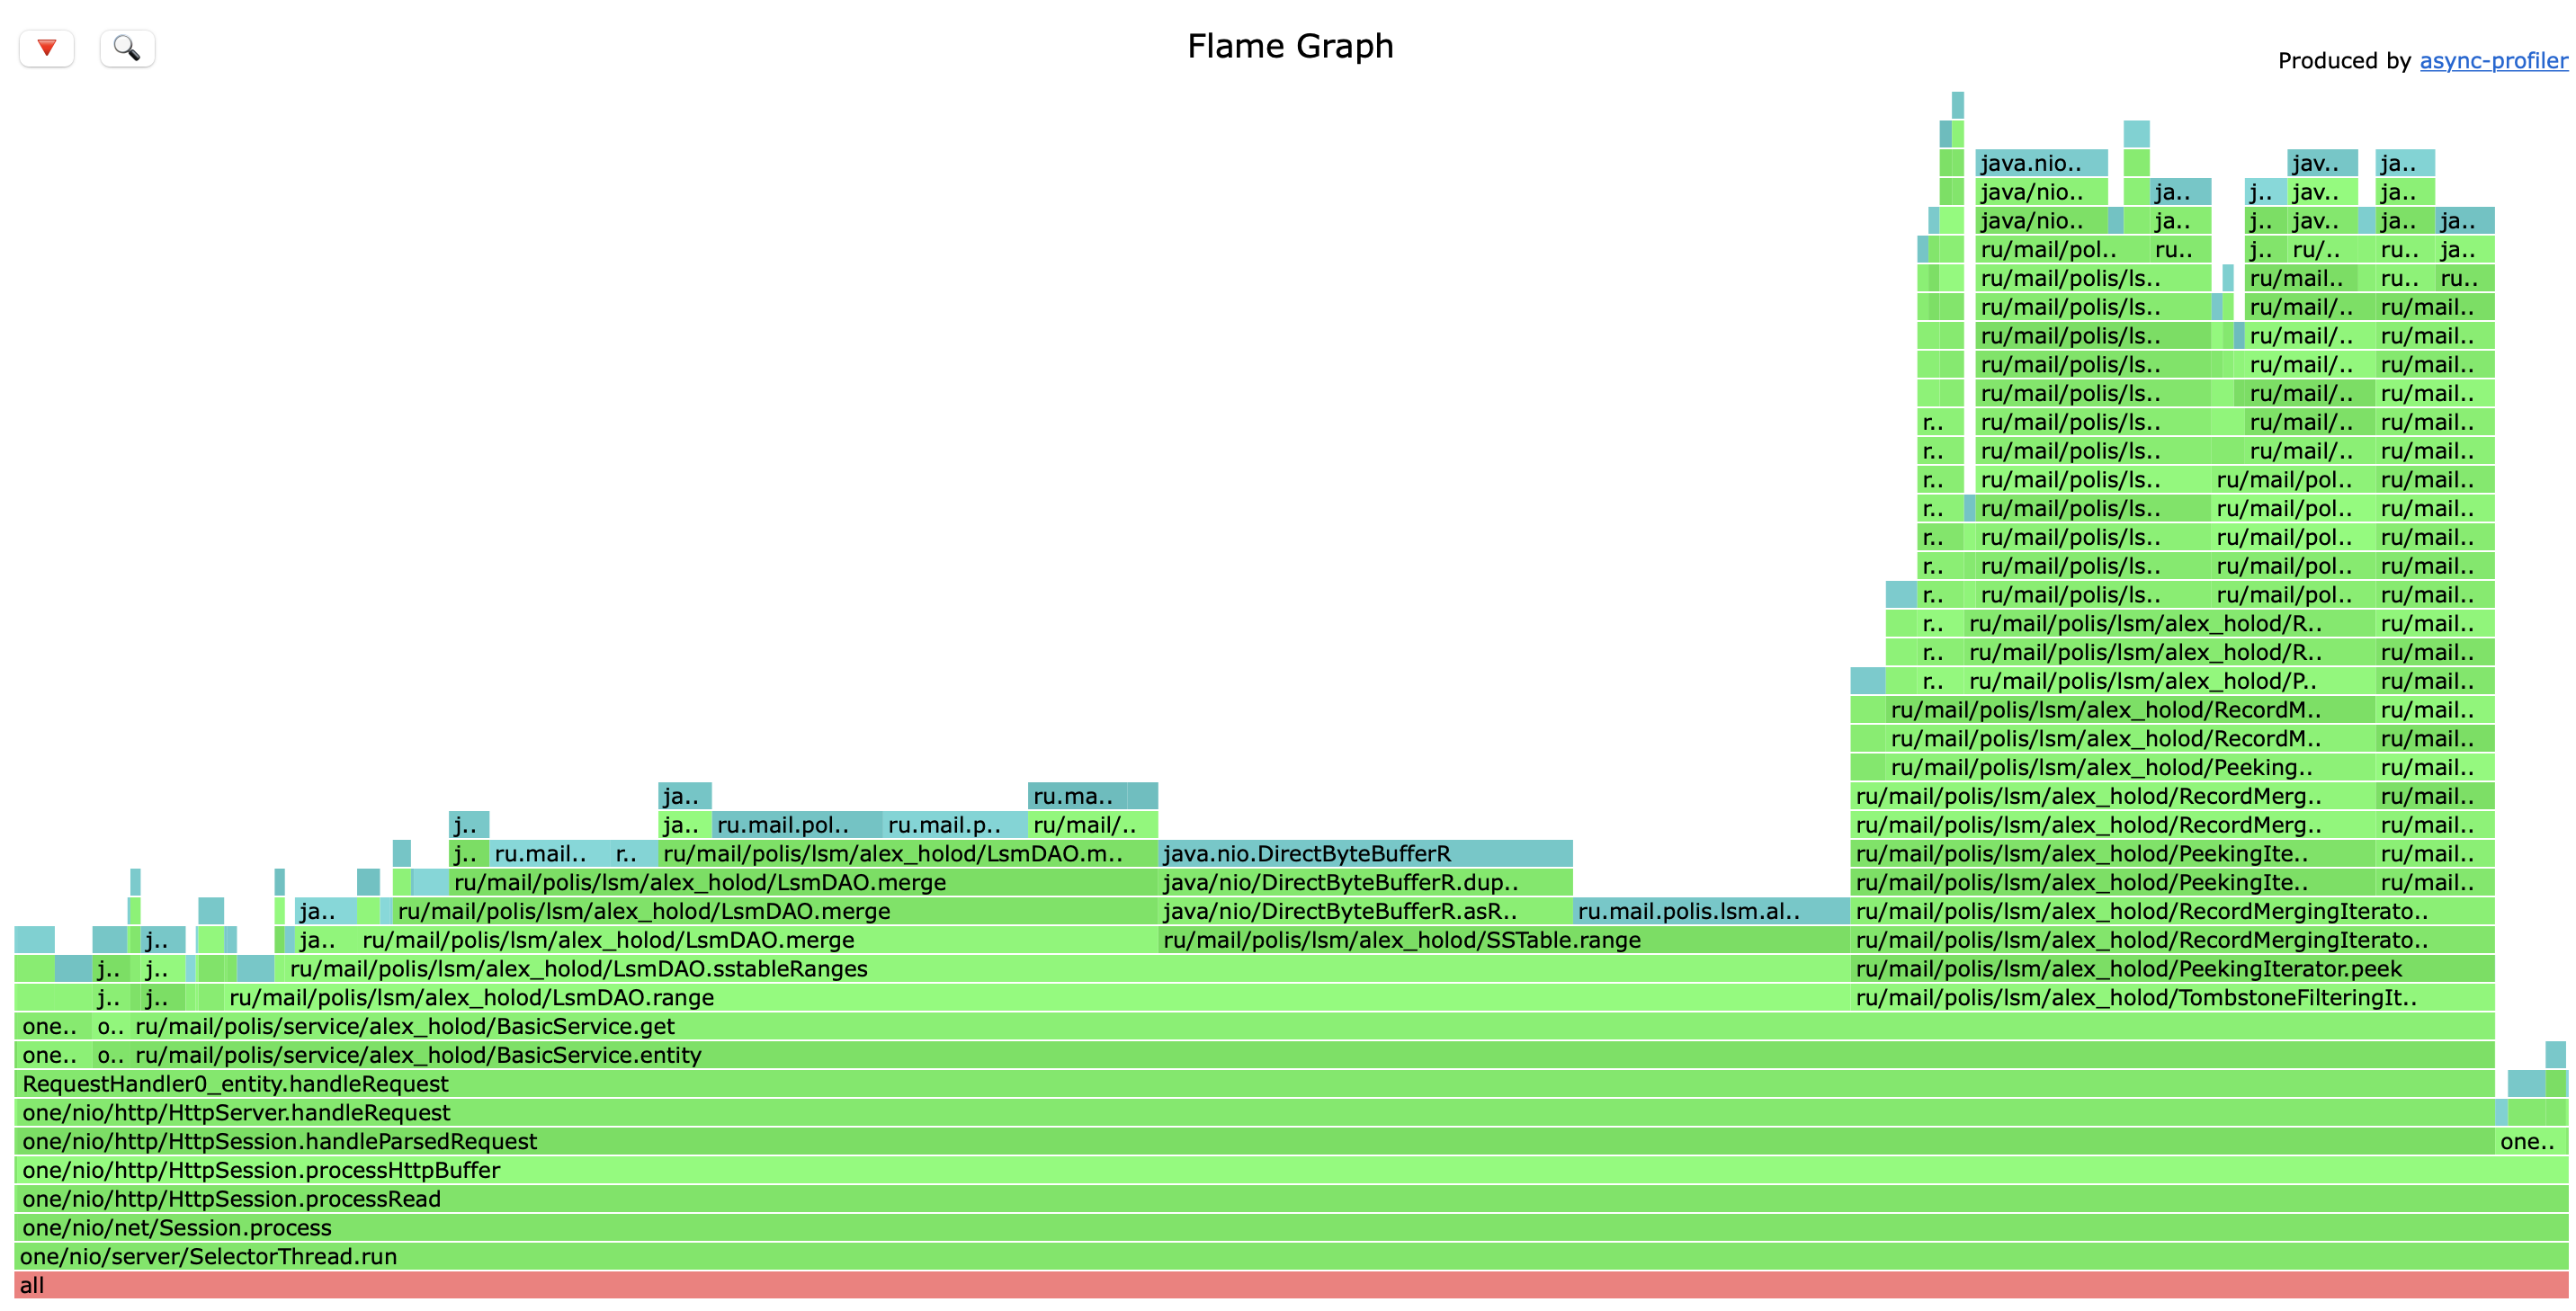 Flame Graph
Produced by async-profiler
java.nio.. jav.. ja..
java/nio.. ja.. j.. jav.. ja..
java/nio.. ja.. j.. jav.. ja.. ja..
ru/mail/pol.. ru.. j.. ru/.. ru.. ja..
ru/mail/polis/ls.. ru/mail.. ru.. ru..
ru/mail/polis/ls.. ru/mail/.. ru/mail..
ru/mail/polis/ls.. ru/mail/.. ru/mail..
ru/mail/polis/ls.. ru/mail/.. ru/mail..
ru/mail/polis/ls.. ru/mail/.. ru/mail..
r.. ru/mail/polis/ls.. ru/mail/.. ru/mail..
r.. ru/mail/polis/ls.. ru/mail/.. ru/mail..
r.. ru/mail/polis/ls.. ru/mail/pol.. ru/mail..
r.. ru/mail/polis/ls.. ru/mail/pol.. ru/mail..
r.. ru/mail/polis/ls.. ru/mail/pol.. ru/mail..
r.. ru/mail/polis/ls.. ru/mail/pol.. ru/mail..
r.. ru/mail/polis/ls.. ru/mail/pol.. ru/mail..
r.. ru/mail/polis/lsm/alex_holod/R.. ru/mail..
r.. ru/mail/polis/lsm/alex_holod/R.. ru/mail..
r.. ru/mail/polis/lsm/alex_holod/P.. ru/mail..
ru/mail/polis/lsm/alex_holod/RecordM.. ru/mail..
ru/mail/polis/lsm/alex_holod/RecordM.. ru/mail..
ru/mail/polis/lsm/alex_holod/Peeking.. ru/mail..
ja.. ru.ma.. ru/mail/polis/lsm/alex_holod/RecordMerg.. ru/mail..
j.. ja.. ru.mail.pol.. ru.mail.p.. ru/mail/.. ru/mail/polis/lsm/alex_holod/RecordMerg.. ru/mail..
j.. ru.mail.. r.. ru/mail/polis/lsm/alex_holod/LsmDAO.m.. java.nio.DirectByteBufferR ru/mail/polis/lsm/alex_holod/PeekingIte.. ru/mail..
ru/mail/polis/lsm/alex_holod/LsmDAO.merge java/nio/DirectByteBufferR.dup.. ru/mail/polis/lsm/alex_holod/PeekingIte.. ru/mail..
ja.. ru/mail/polis/lsm/alex_holod/LsmDAO.merge java/nio/DirectByteBufferR.asR.. ru.mail.polis.lsm.al.. ru/mail/polis/lsm/alex_holod/RecordMergingIterato..
j.. ja.. ru/mail/polis/lsm/alex_holod/LsmDAO.merge ru/mail/polis/lsm/alex_holod/SSTable.range ru/mail/polis/lsm/alex_holod/RecordMergingIterato..
j.. j.. ru/mail/polis/lsm/alex_holod/LsmDAO.sstableRanges ru/mail/polis/lsm/alex_holod/PeekingIterator.peek
j.. j.. ru/mail/polis/lsm/alex_holod/LsmDAO.range ru/mail/polis/lsm/alex_holod/TombstoneFilteringIt..
one.. o.. ru/mail/polis/service/alex_holod/BasicService.get
one.. o.. ru/mail/polis/service/alex_holod/BasicService.entity
RequestHandler0_entity.handleRequest
one/nio/http/HttpServer.handleRequest
one/nio/http/HttpSession.handleParsedRequest one..
one/nio/http/HttpSession.processHttpBuffer
one/nio/http/HttpSession.processRead
one/nio/net/Session.process
one/nio/server/SelectorThread.run
all